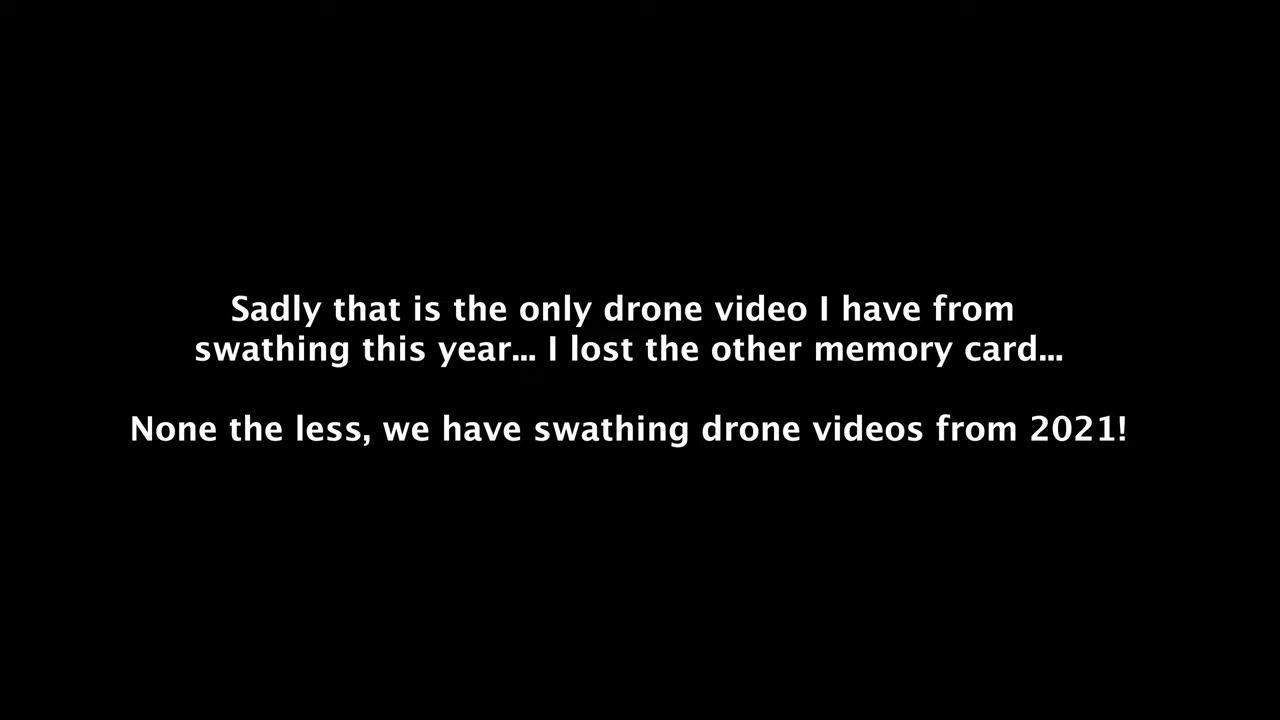 Sadly that is the only drone video I have from
swathing this year... I lost the other memory card...
None the less, we have swathing drone videos from 2021!